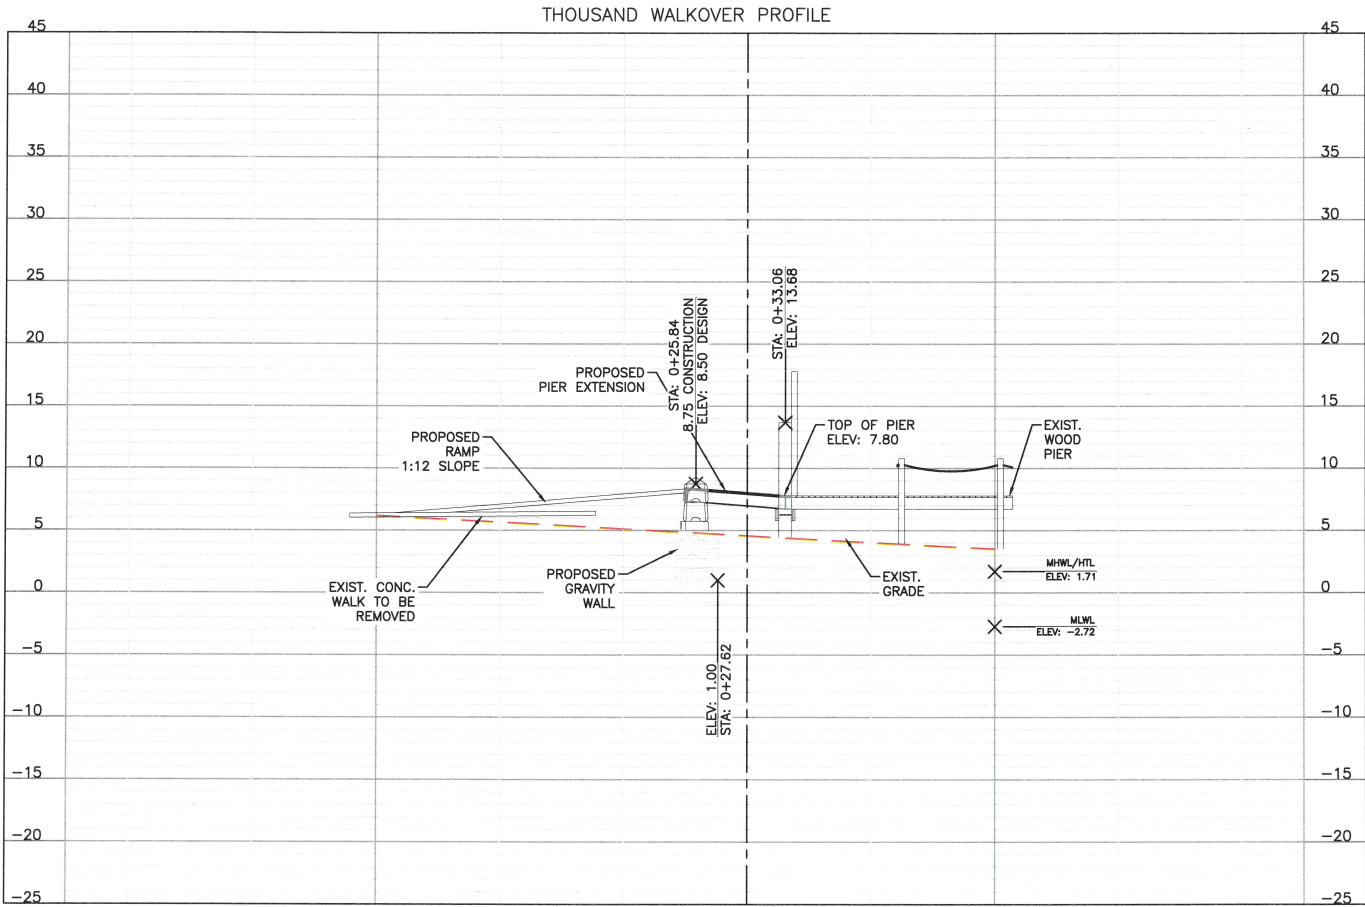 THOUSAND WALKOVER PROFILE
45
40
35
30
25
20
15
10
5
0
−5
−10
−15
−20
−25
45
40
35
30
25
20
15
10
5
0
−5
−10
−15
−20
−25
STA: 0+25.84
8.75 CONSTRUCTION
ELEV: 8.50 DESIGN
STA: 0+33.06
ELEV: 13.68
PROPOSED
PIER EXTENSION
PROPOSED
RAMP
1:12 SLOPE
TOP OF PIER
ELEV: 7.80
EXIST.
WOOD
PIER
EXIST. CONC.
WALK TO BE
REMOVED
PROPOSED
GRAVITY
WALL
EXIST.
GRADE
MHWL/HTL
ELEV: 1.71
MLWL
ELEV: −2.72
ELEV: 1.00
STA: 0+27.62